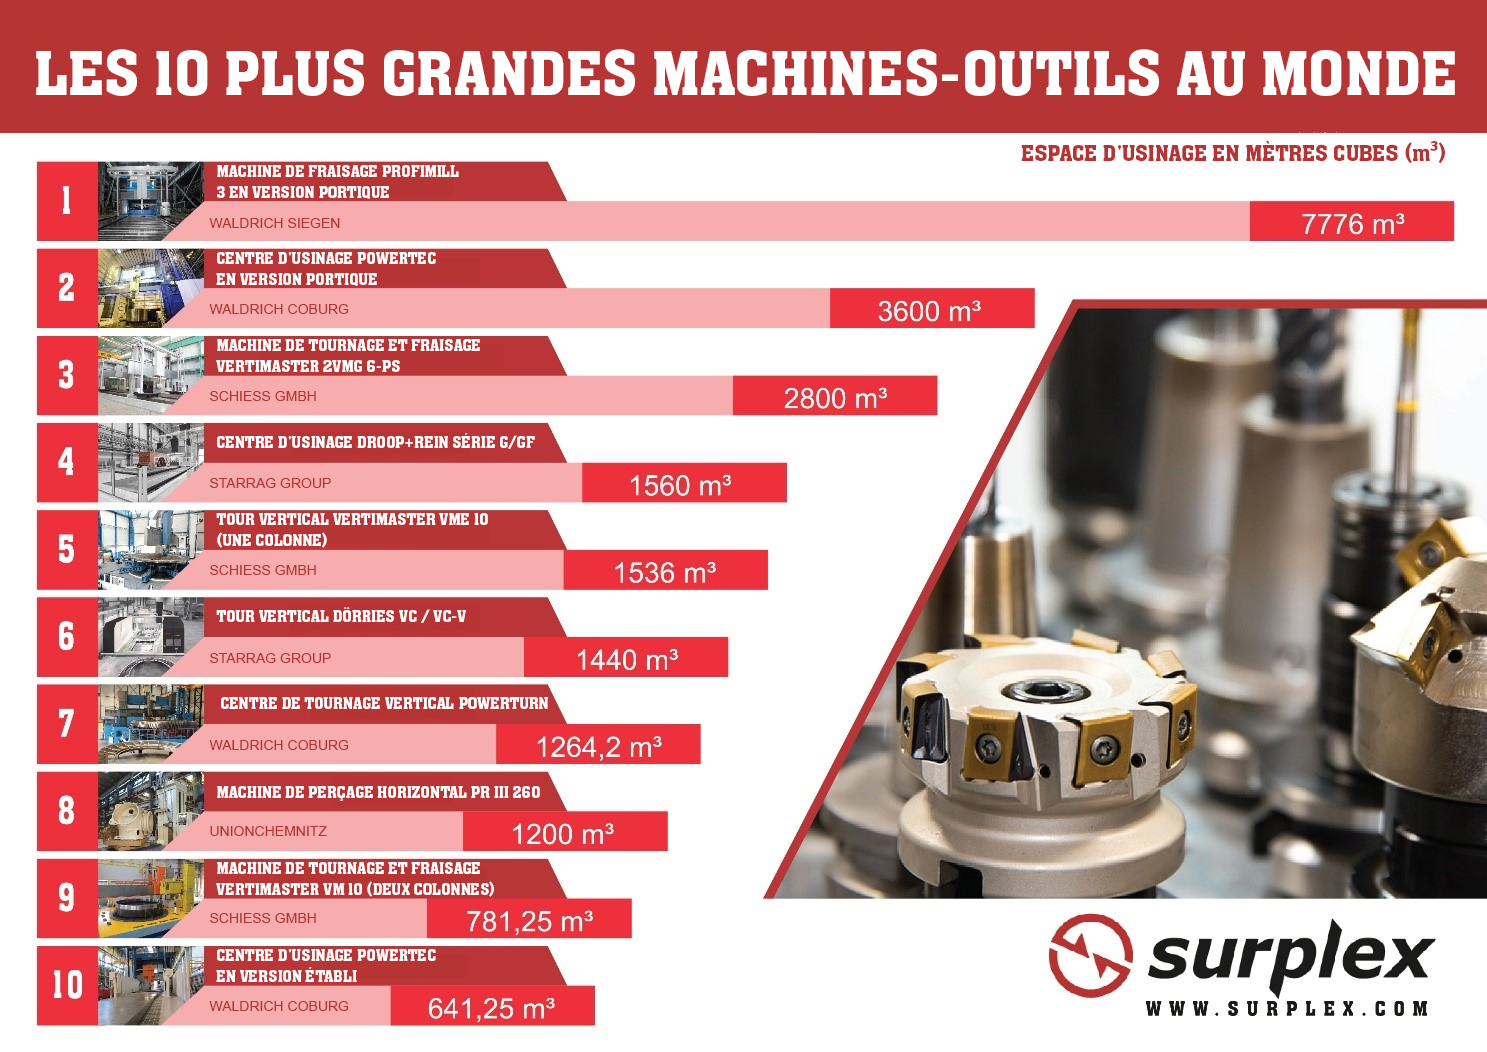 LES 10 PLUS GRANDES MACHINES-OUTILS AU MONDE
ESPACE D'USINAGE EN MÈTRES CUBES (m³)
1
MACHINE DE FRAISAGE PROFIMILL
3 EN VERSION PORTIQUE
WALDRICH SIEGEN
7776 m³
2
CENTRE D'USINAGE POWERTEC
EN VERSION PORTIQUE
WALDRICH COBURG
3600 m³
3
MACHINE DE TOURNAGE ET FRAISAGE
VERTIMASTER 2VMG 6-PS
SCHIESS GMBH
2800 m³
4
CENTRE D'USINAGE DROOP+REIN SÉRIE G/GF
STARRAG GROUP
1560 m³
5
TOUR VERTICAL VERTIMASTER VME 10
(UNE COLONNE)
SCHIESS GMBH
1536 m³
6
TOUR VERTICAL DÖRRIES VC / VC-V
STARRAG GROUP
1440 m³
7
CENTRE DE TOURNAGE VERTICAL POWERTURN
WALDRICH COBURG
1264,2 m³
8
MACHINE DE PERÇAGE HORIZONTAL PR III 260
UNIONCHEMNITZ
1200 m³
9
MACHINE DE TOURNAGE ET FRAISAGE
VERTIMASTER VM 10 (DEUX COLONNES)
SCHIESS GMBH
781,25 m³
10
CENTRE D'USINAGE POWERTEC
EN VERSION ÉTABLI
WALDRICH COBURG
641,25 m³
surplex
WWW.SURPLEX.COM